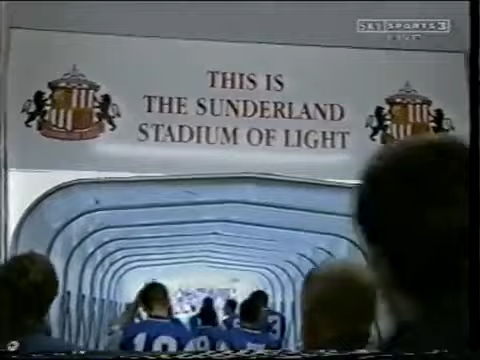 SKY SPORTS 3
THIS IS
THE SUNDERLAND
STADIUM OF LIGHT